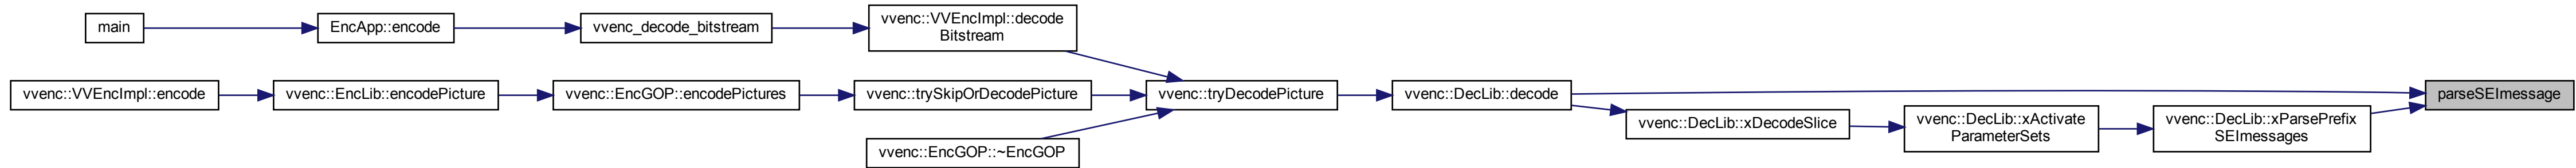 main
EncApp::encode
vvenc_decode_bitstream
vvenc::VVEncImpl::decode
Bitstream
vvenc::VVEncImpl::encode
vvenc::EncLib::encodePicture
vvenc::EncGOP::encodePictures
vvenc::trySkipOrDecodePicture
vvenc::tryDecodePicture
vvenc::DecLib::decode
parseSEImessage
vvenc::EncGOP::~EncGOP
vvenc::DecLib::xDecodeSlice
vvenc::DecLib::xActivate
ParameterSets
vvenc::DecLib::xParsePrefix
SEImessages